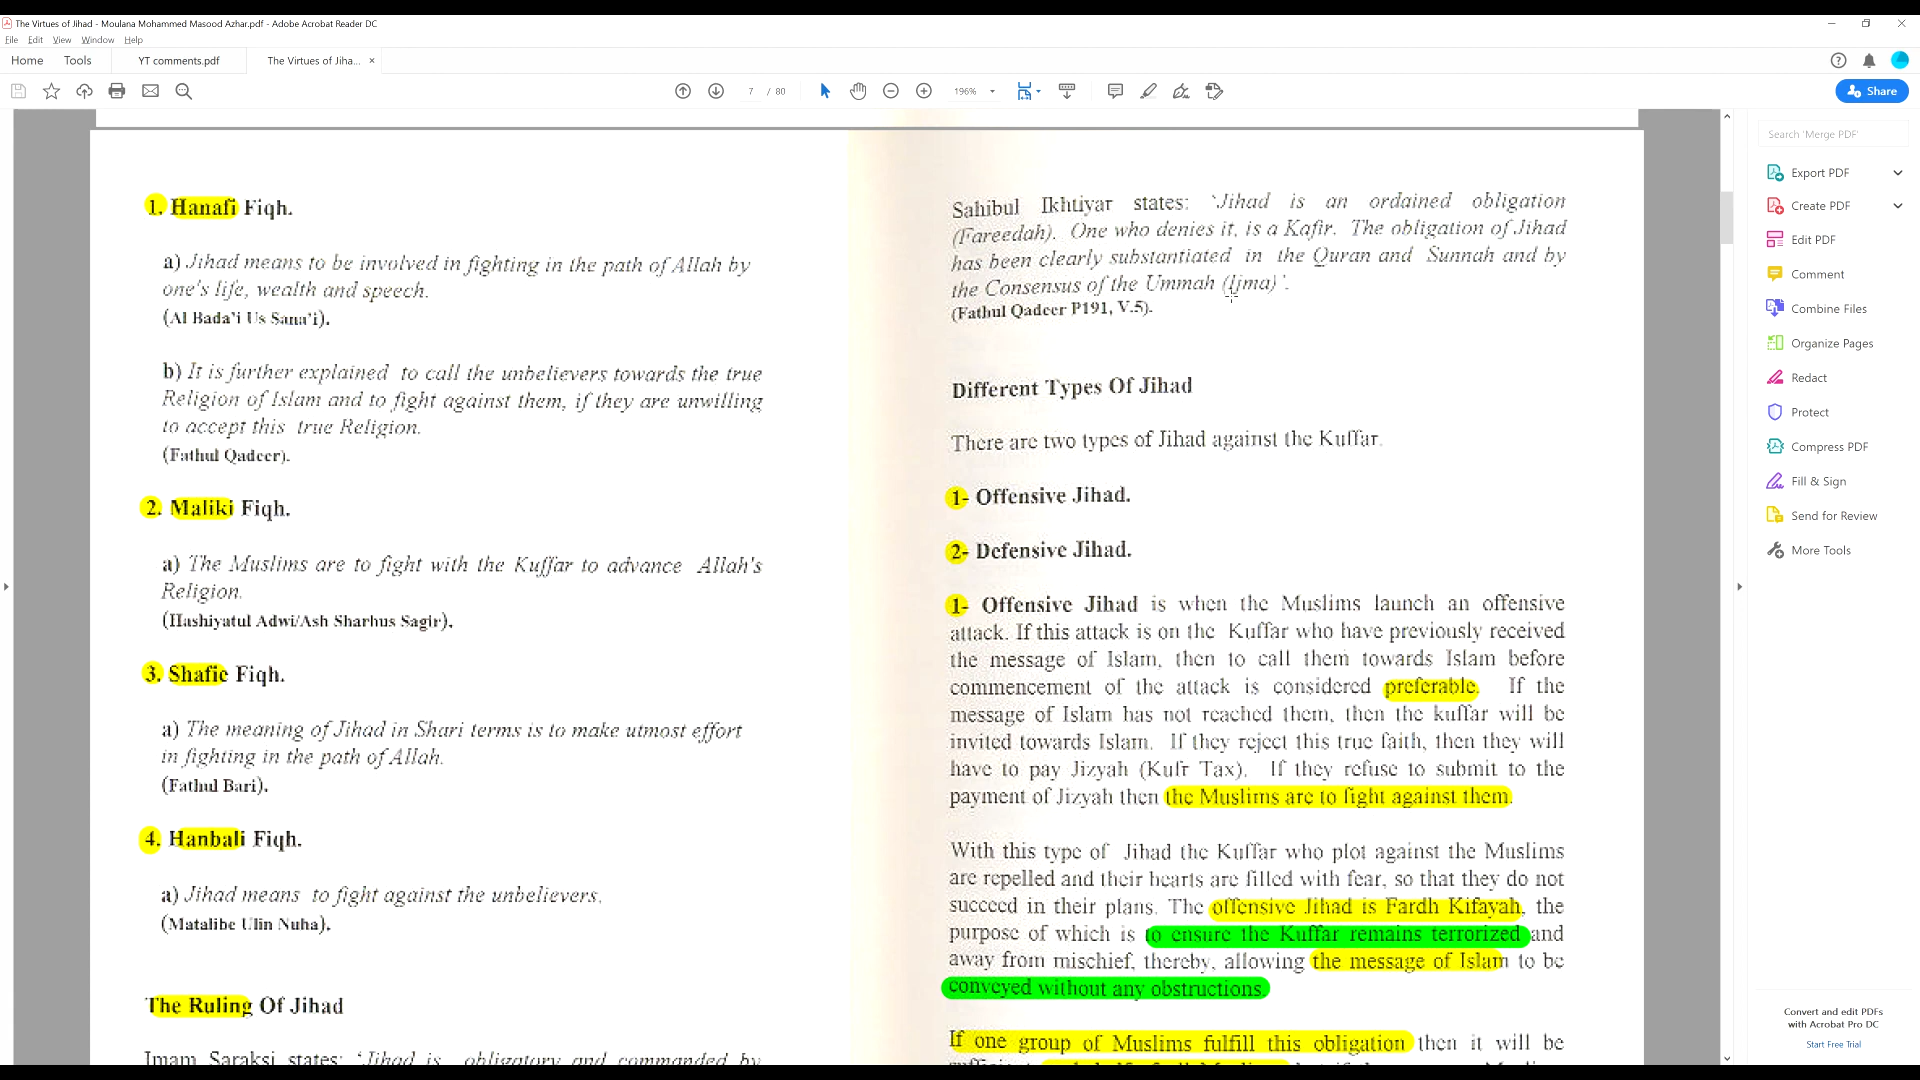 The Virtues of Jihad - Moulana Mohammed Masood Azhar.pdf - Adobe Acrobat Reader DC
File Edit View Window Help
Home Tools YT comments.pdf The Virtues of Jiha... ×
7 / 80 196%
Share
1. Hanafi Fiqh.
a) Jihad means to be involved in fighting in the path of Allah by
one's life, wealth and speech.
(Al Bada'i Us Sana'i).
b) It is further explained to call the unbelievers towards the true
Religion of Islam and to fight against them, if they are unwilling
to accept this true Religion.
(Fathul Qadeer).
2. Maliki Fiqh.
a) The Muslims are to fight with the Kuffar to advance Allah's
Religion.
(Hashiyatul Adwi/Ash Sharhus Sagir).
3. Shafie Fiqh.
a) The meaning of Jihad in Shari terms is to make utmost effort
in fighting in the path of Allah.
(Fathul Bari).
4. Hanbali Fiqh.
a) Jihad means to fight against the unbelievers.
(Matalibe Ulin Nuha).
The Ruling Of Jihad
Imam Saraksi states: 'Jihad is obligatory and commanded by
Sahibul Ikhtiyar states: 'Jihad is an ordained obligation
(Fareedah). One who denies it, is a Kafir. The obligation of Jihad
has been clearly substantiated in the Quran and Sunnah and by
the Consensus of the Ummah (Ijma)'.
(Fathul Qadeer P191, V.5).
Different Types Of Jihad
There are two types of Jihad against the Kuffar.
1- Offensive Jihad.
2- Defensive Jihad.
1- Offensive Jihad is when the Muslims launch an offensive
attack. If this attack is on the Kuffar who have previously received
the message of Islam, then to call them towards Islam before
commencement of the attack is considered preferable. If the
message of Islam has not reached them, then the kuffar will be
invited towards Islam. If they reject this true faith, then they will
have to pay Jizyah (Kufr Tax). If they refuse to submit to the
payment of Jizyah then the Muslims are to fight against them.
With this type of Jihad the Kuffar who plot against the Muslims
are repelled and their hearts are filled with fear, so that they do not
succeed in their plans. The offensive Jihad is Fardh Kifayah, the
purpose of which is to ensure the Kuffar remains terrorized and
away from mischief, thereby, allowing the message of Islam to be
conveyed without any obstructions.
If one group of Muslims fulfill this obligation then it will be
Search 'Merge PDF'
Export PDF
Create PDF
Edit PDF
Comment
Combine Files
Organize Pages
Redact
Protect
Compress PDF
Fill & Sign
Send for Review
More Tools
Convert and edit PDFs
with Acrobat Pro DC
Start Free Trial